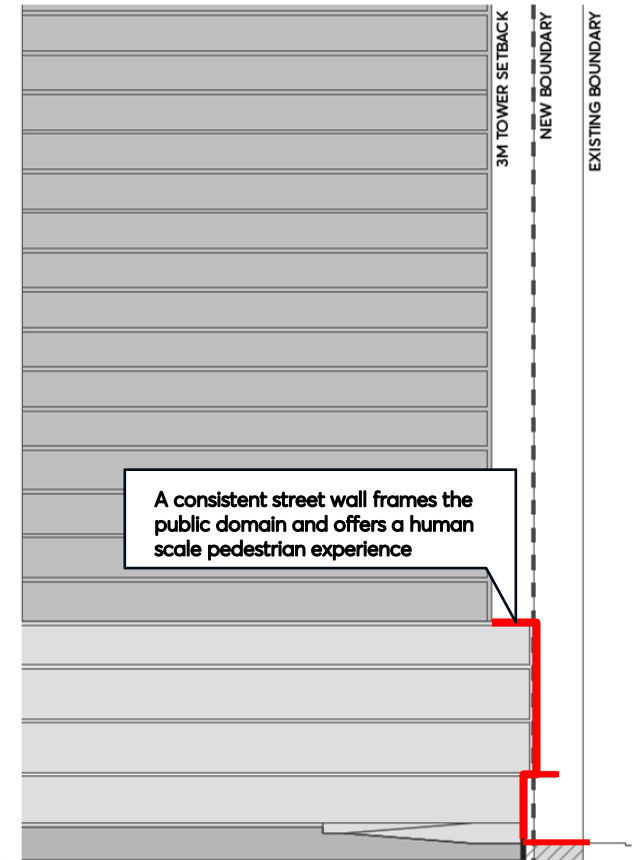 3M TOWER SETBACK
NEW BOUNDARY
EXISTING BOUNDARY
A consistent street wall frames the
public domain and offers a human
scale pedestrian experience